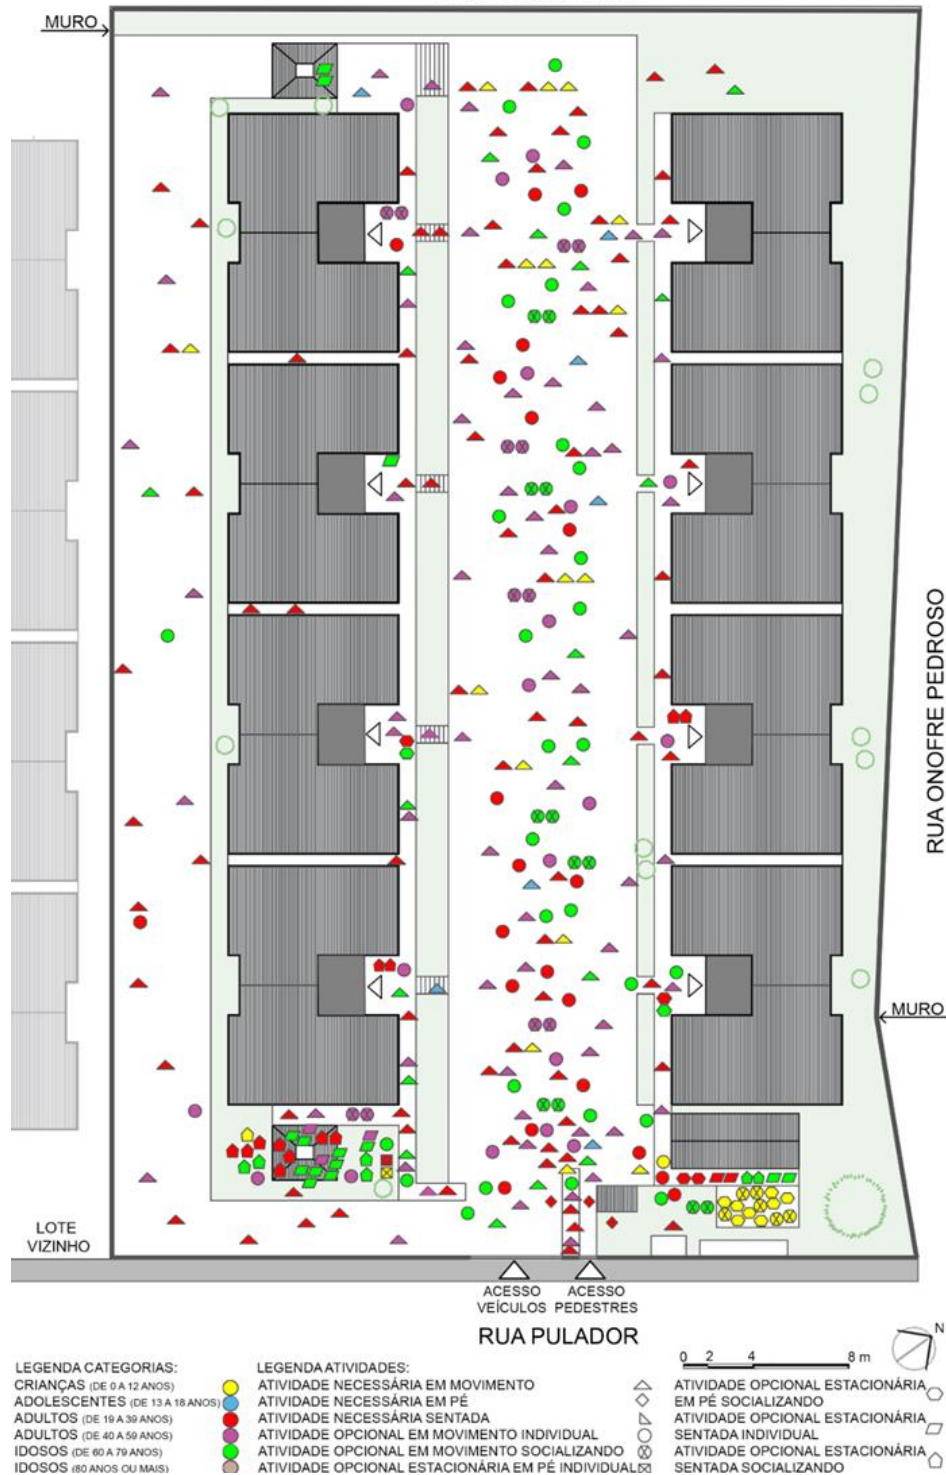 MURO
RUA ONOFRE PEDROSO
MURO
LOTE
VIZINHO
ACESSO
VEÍCULOS
ACESSO
PEDESTRES
RUA PULADOR
N
0 2 4 8 m
LEGENDA CATEGORIAS:
CRIANÇAS (DE 0 A 12 ANOS)
ADOLESCENTES (DE 13 A 18 ANOS)
ADULTOS (DE 19 A 39 ANOS)
ADULTOS (DE 40 A 59 ANOS)
IDOSOS (DE 60 A 79 ANOS)
IDOSOS (80 ANOS OU MAIS)
LEGENDA ATIVIDADES:
ATIVIDADE NECESSÁRIA EM MOVIMENTO
ATIVIDADE NECESSÁRIA EM PÉ
ATIVIDADE NECESSÁRIA SENTADA
ATIVIDADE OPCIONAL EM MOVIMENTO INDIVIDUAL
ATIVIDADE OPCIONAL EM MOVIMENTO SOCIALIZANDO
ATIVIDADE OPCIONAL ESTACIONÁRIA EM PÉ INDIVIDUAL
ATIVIDADE OPCIONAL ESTACIONÁRIA
EM PÉ SOCIALIZANDO
ATIVIDADE OPCIONAL ESTACIONÁRIA
SENTADA INDIVIDUAL
ATIVIDADE OPCIONAL ESTACIONÁRIA
SENTADA SOCIALIZANDO